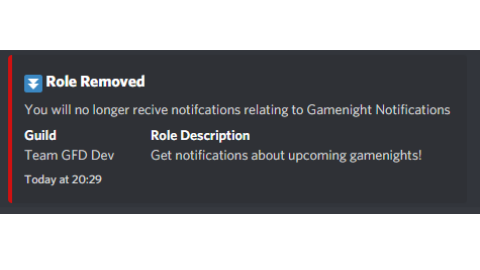 Role Removed
You will no longer recive notifcations relating to Gamenight Notifications
Guild Role Description
Team GFD Dev Get notifications about upcoming gamenights!
Today at 20:29